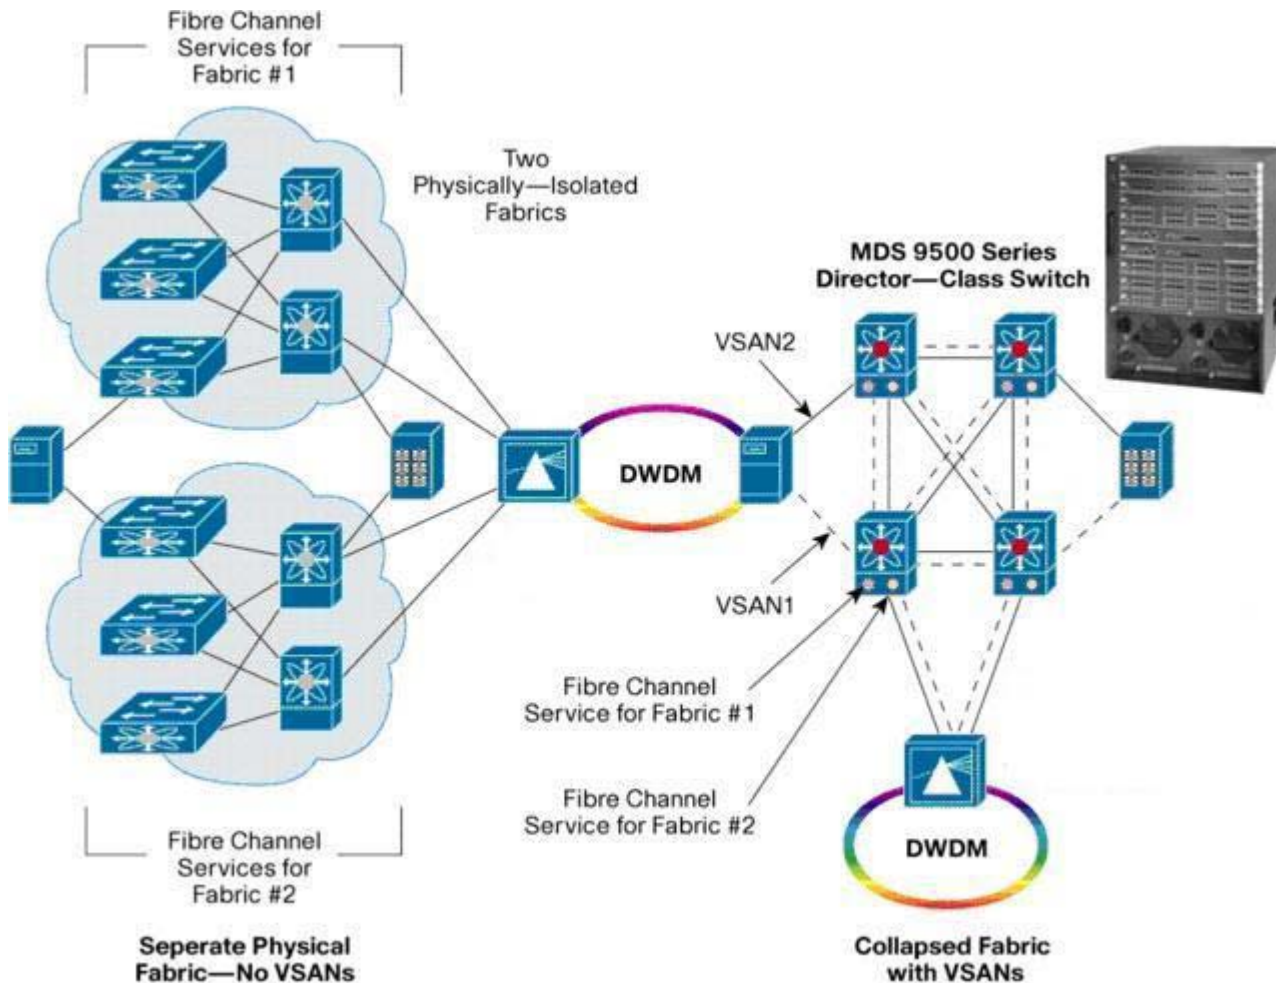 Fibre Channel
Services for
Fabric #1
Two
Physically—Isolated
Fabrics
MDS 9500 Series
Director—Class Switch
VSAN2
DWDM
VSAN1
Fibre Channel
Service for Fabric #1
Fibre Channel
Service for Fabric #2
DWDM
Fibre Channel
Services for
Fabric #2
Seperate Physical
Fabric—No VSANs
Collapsed Fabric
with VSANs